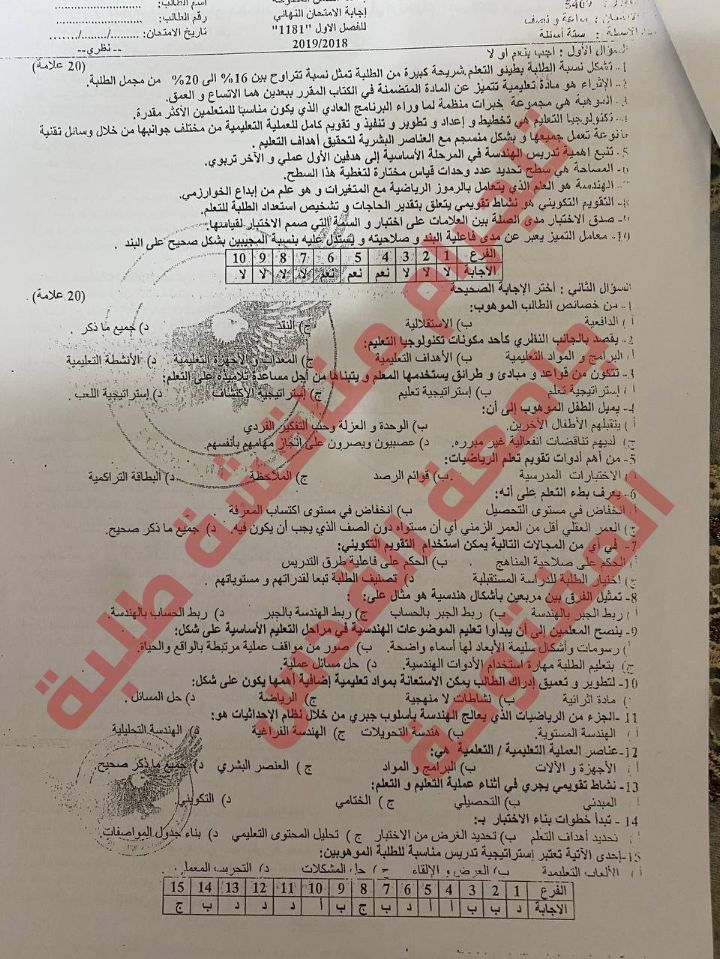 5469
إجابة الامتحان النهائي
للفصل الاول "1181"
2019/2018
اسم الطالب:
رقم الطالب:
تاريخ الامتحان: ...../...../.....
-- نظري --
ساعة و نصف
ستة أسئلة
السؤال الأول : اجب بنعم او لا
(20 علامة)
1- تشكل نسبة الطلبة بطيئو التعلم شريحة كبيرة من الطلبة تمثل نسبة تتراوح بين 16% الى 20% من مجمل الطلبة.
2- الإثراء هو مادة تعليمية تتميز عن المادة المتضمنة في الكتاب المقرر ببعدين هما الاتساع و العمق.
3- الموهبة هي مجموعة خبرات منظمة لما وراء البرنامج العادي الذي يكون مناسبا للمتعلمين الأكثر مقدرة.
4- تكنولوجيا التعليم هي تخطيط و إعداد و تطوير و تنفيذ و تقويم كامل للعملية التعليمية من مختلف جوانبها من خلال وسائل تقنية
متنوعة تعمل جميعها و بشكل منسجم مع العناصر البشرية لتحقيق أهداف التعليم .
5- تتبع اهمية تدريس الهندسة في المرحلة الأساسية إلى هدفين الأول عملي و الآخر تربوي.
6- المساحة هي سطح تحديد عدد وحدات قياس مختارة لتغطية هذا السطح.
7- الهندسة هو العلم الذي يتعامل بالرموز الرياضية مع المتغيرات و هو علم من إبداع الخوارزمي.
8- التقويم التكويني هو نشاط تقويمي يتعلق بتقدير الحاجات و تشخيص استعداد الطلبة للتعلم.
9- صدق الاختبار مدى الصلة بين العلامات على اختبار و السمة التي صمم الاختبار لقياسها.
10- معامل التميز يعبر عن مدى فاعلية البند و صلاحيته و يستدل عليه بنسبة المجيبين بشكل صحيح على البند .
الفرع 1 2 3 4 5 6 7 8 9 10
الاجابة لا لا لا نعم نعم نعم لا لا لا لا
السؤال الثاني : أختر الإجابة الصحيحة
(20 علامة)
1- من خصائص الطالب الموهوب:
أ) الدافعية ب) الاستقلالية ج) النقد د) جميع ما ذكر .
2- يقصد بالجانب النظري كأحد مكونات تكنولوجيا التعليم:
أ) البرامج و المواد التعليمية ب) الأهداف التعليمية ج) المعدات و الأجهزة التعليمية د) الأنشطة التعليمية
3- تتكون من قواعد و مبادئ و طرائق يستخدمها المعلم و يتبناها من أجل مساعدة تلاميذه على التعلم:
أ) إستراتيجية تعلم ب) إستراتيجية تعليم ج) إستراتيجية الاكتشاف د) إستراتيجية اللعب .
4- يميل الطفل الموهوب إلى أن:
أ) يتقبلهم الأطفال الآخرين. ب) الوحدة و العزلة وحب التفكير الفردي
ج) لديهم تناقضات انفعالية غير مبرره. د) عصبيون ويصرون على إنجاز مهامهم بأنفسهم.
5- من أهم أدوات تقويم تعلم الرياضيات:
أ) الاختبارات المدرسية ب) قوائم الرصد ج) الملاحظة د) البطاقة التراكمية
6- يعرف بطء التعلم على أنه:
أ) انخفاض في مستوى التحصيل ب) انخفاض في مستوى اكتساب المعرفة
ج) العمر العقلي أقل من العمر الزمني أي أن مستواه دون الصف الذي يجب أن يكون فيه. د) جميع ما ذكر صحيح.
7- في أي من المجالات التالية يمكن استخدام التقويم التكويني:
أ) الحكم على صلاحية المناهج . ب) الحكم على فاعلية طرق التدريس
ج) اختيار الطلبة للدراسة المستقبلية د) تصنيف الطلبة تبعا لقدراتهم و مستوياتهم .
8- تمثيل الفرق بين مربعين بأشكال هندسية هو مثال على:
أ) ربط الجبر بالهندسة ب) ربط الجبر بالحساب ج) ربط الهندسة بالجبر د) ربط الحساب بالهندسة
9- ينصح المعلمين إلى أن يبدأوا تعليم الموضوعات الهندسية في مراحل التعليم الأساسية على شكل:
أ) رسومات وأشكال سليمة الأبعاد لها أسماء واضحة. ب) صور من مواقف عملية مرتبطة بالواقع والحياة.
ج) بتعليم الطلبة مهارة استخدام الأدوات الهندسية. د) حل مسائل عملية.
10- لتطوير و تعميق إدراك الطالب يمكن الاستعانة بمواد تعليمية إضافية أهمها يكون على شكل:
أ) مادة اثرائية ب) نشاطات لا منهجية ج) الرياضة د) حل المسائل .
11- الجزء من الرياضيات الذي يعالج الهندسة بأسلوب جبري من خلال نظام الإحداثيات هو:
أ) الهندسة المستوية. ب) هندسة التحويلات ج) الهندسة الفراغية د) الهندسة التحليلية
12- عناصر العملية التعليمية / التعلمية هي:
أ) الأجهزة و الآلات ب) البرامج و المواد ج) العنصر البشري د) جميع ما ذكر صحيح.
13- نشاط تقويمي يجري في أثناء عملية التعليم و التعلم:
أ) المبدئي ب) التحصيلي ج) الختامي د) التكويني.
14- تبدأ خطوات بناء الاختبار بـ:
أ) تحديد أهداف التعلم ب) تحديد الغرض من الاختبار ج) تحليل المحتوى التعليمي د) بناء جدول المواصفات
15- إحدى الآتية تعتبر إستراتيجية تدريس مناسبة للطلبة الموهوبين:
أ) الألعاب التعليمية ب) العرض و الإلقاء ج) حل المشكلات د) التجريب المعملي
الفرع 1 2 3 4 5 6 7 8 9 10 11 12 13 14 15
الاجابة د ب ب أ أ د ب ج ب أ د د د ب ج
تليجرام مناقشة طلبة
جامعة القدس
المفتوحة